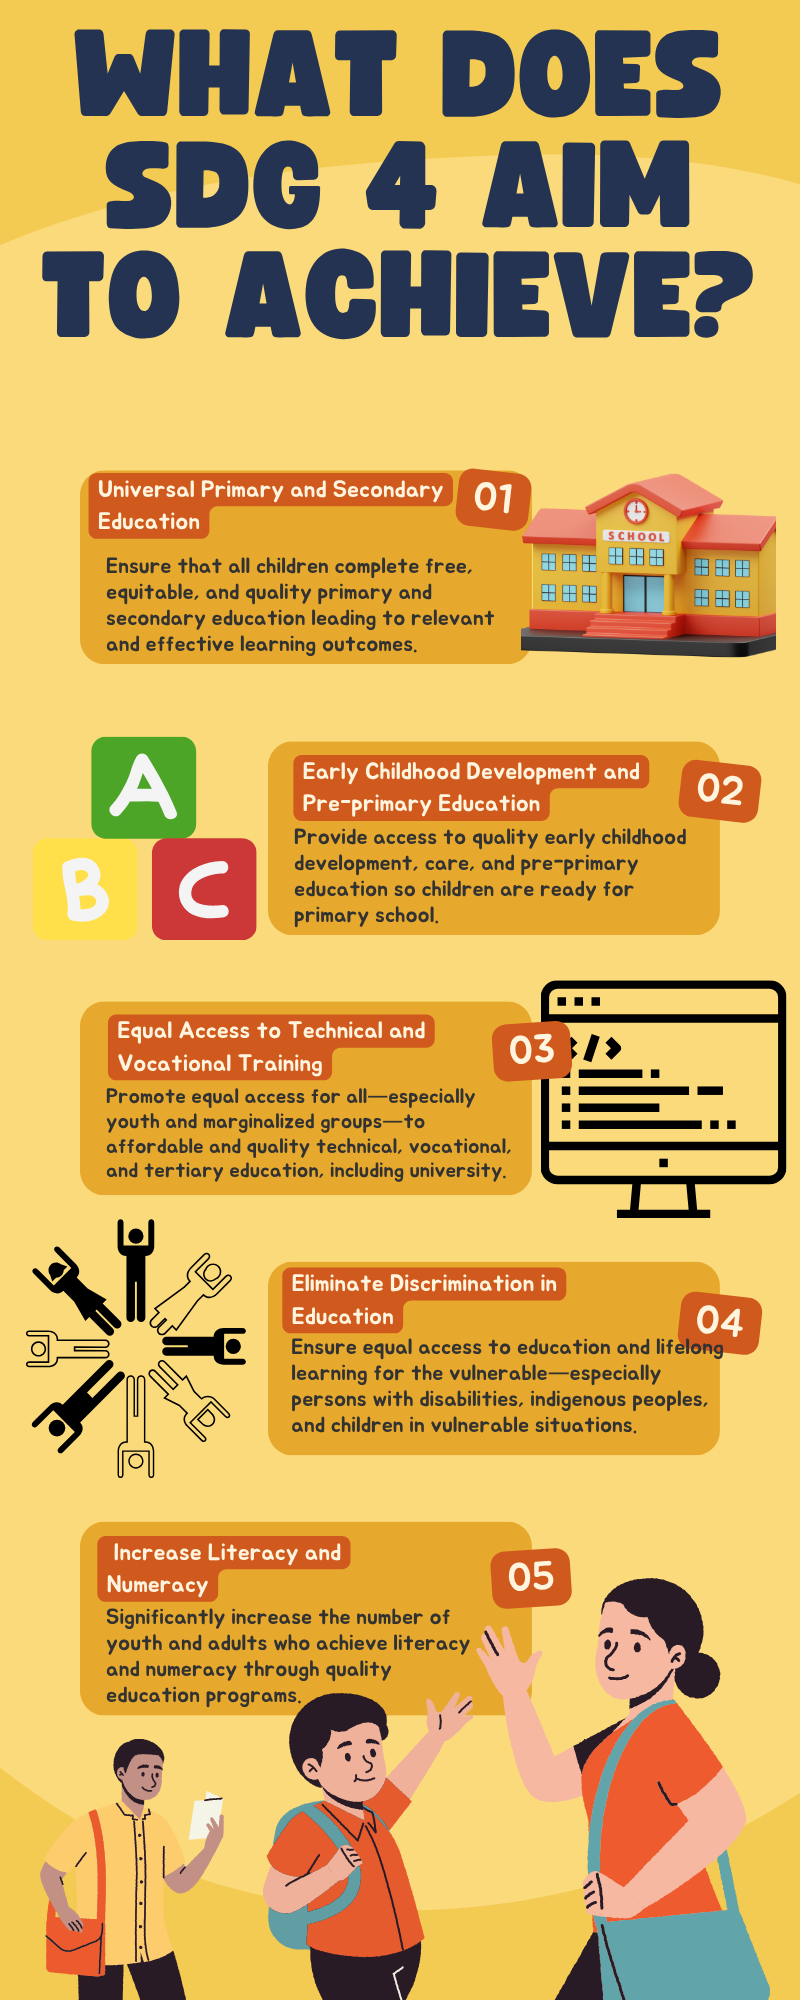 WHAT DOES
SDG 4 AIM
TO ACHIEVE?
Universal Primary and Secondary
Education
01
Ensure that all children complete free,
equitable, and quality primary and
secondary education leading to relevant
and effective learning outcomes.
SCHOOL
A
B C
Early Childhood Development and
Pre-primary Education
02
Provide access to quality early childhood
development, care, and pre-primary
education so children are ready for
primary school.
Equal Access to Technical and
Vocational Training
03
</>
Promote equal access for all—especially
youth and marginalized groups—to
affordable and quality technical, vocational,
and tertiary education, including university.
Eliminate Discrimination in
Education
04
Ensure equal access to education and lifelong
learning for the vulnerable—especially
persons with disabilities, indigenous peoples,
and children in vulnerable situations.
Increase Literacy and
Numeracy
05
Significantly increase the number of
youth and adults who achieve literacy
and numeracy through quality
education programs.